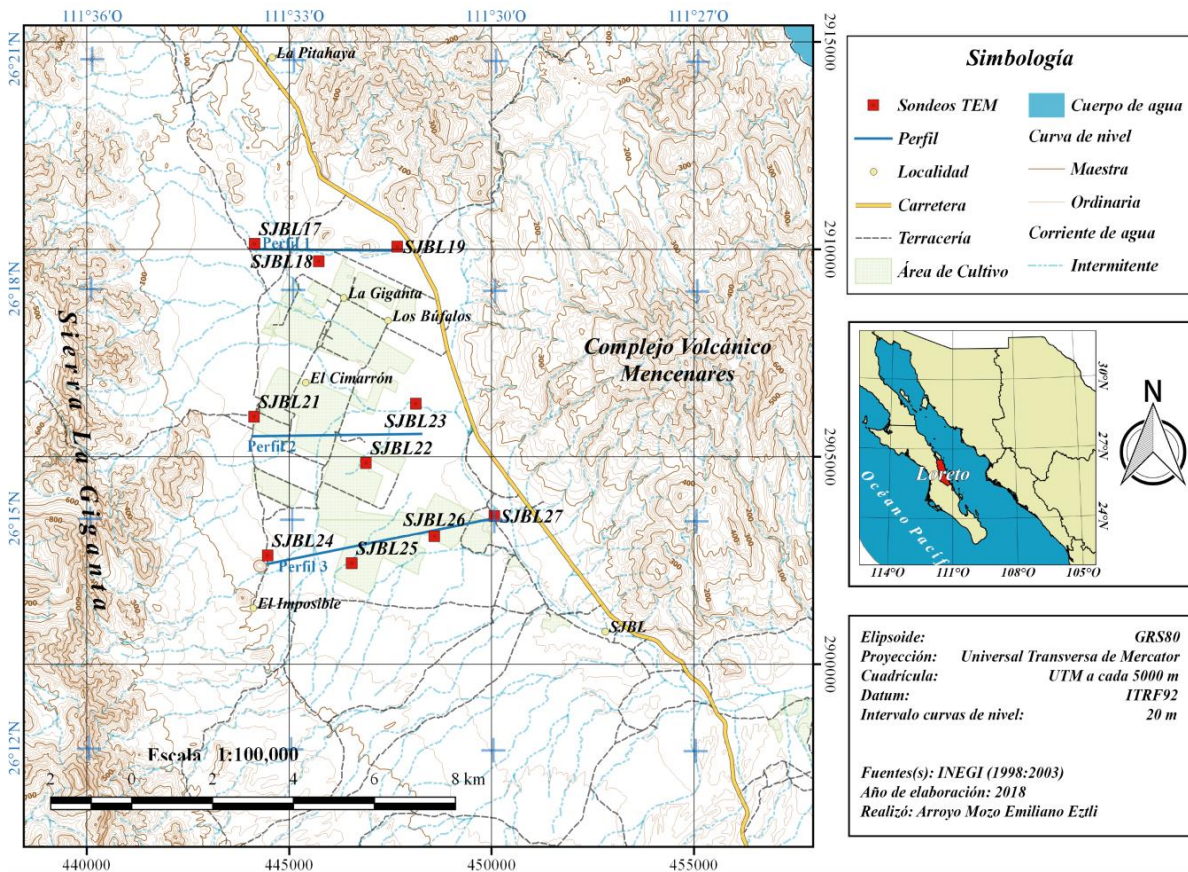 111°36'O
111°33'O
111°30'O
111°27'O
26°21'N
26°18'N
26°15'N
26°12'N
2915000
2910000
2905000
2900000
440000
445000
450000
455000
La Pitahaya
SJBL17
Perfil 1
SJBL19
SJBL18
La Giganta
Los Búfalos
Complejo Volcánico
Mencenares
Sierra La Giganta
El Cimarrón
SJBL21
SJBL23
Perfil 2
SJBL22
SJBL26
SJBL27
SJBL24
SJBL25
Perfil 3
El Imposible
SJBL
Escala 1:100,000
2 0 2 4 6 8 km
Simbología
Sondeos TEM
Perfil
Localidad
Carretera
Terracería
Área de Cultivo
Cuerpo de agua
Curva de nivel
Maestra
Ordinaria
Corriente de agua
Intermitente
Loreto
Océano Pacíf
30°N
27°N
24°N
114°O
111°O
108°O
105°O
N
Elipsoide: GRS80
Proyección: Universal Transversa de Mercator
Cuadrícula: UTM a cada 5000 m
Datum: ITRF92
Intervalo curvas de nivel: 20 m
Fuentes(s): INEGI (1998:2003)
Año de elaboración: 2018
Realizó: Arroyo Mozo Emiliano Eztli